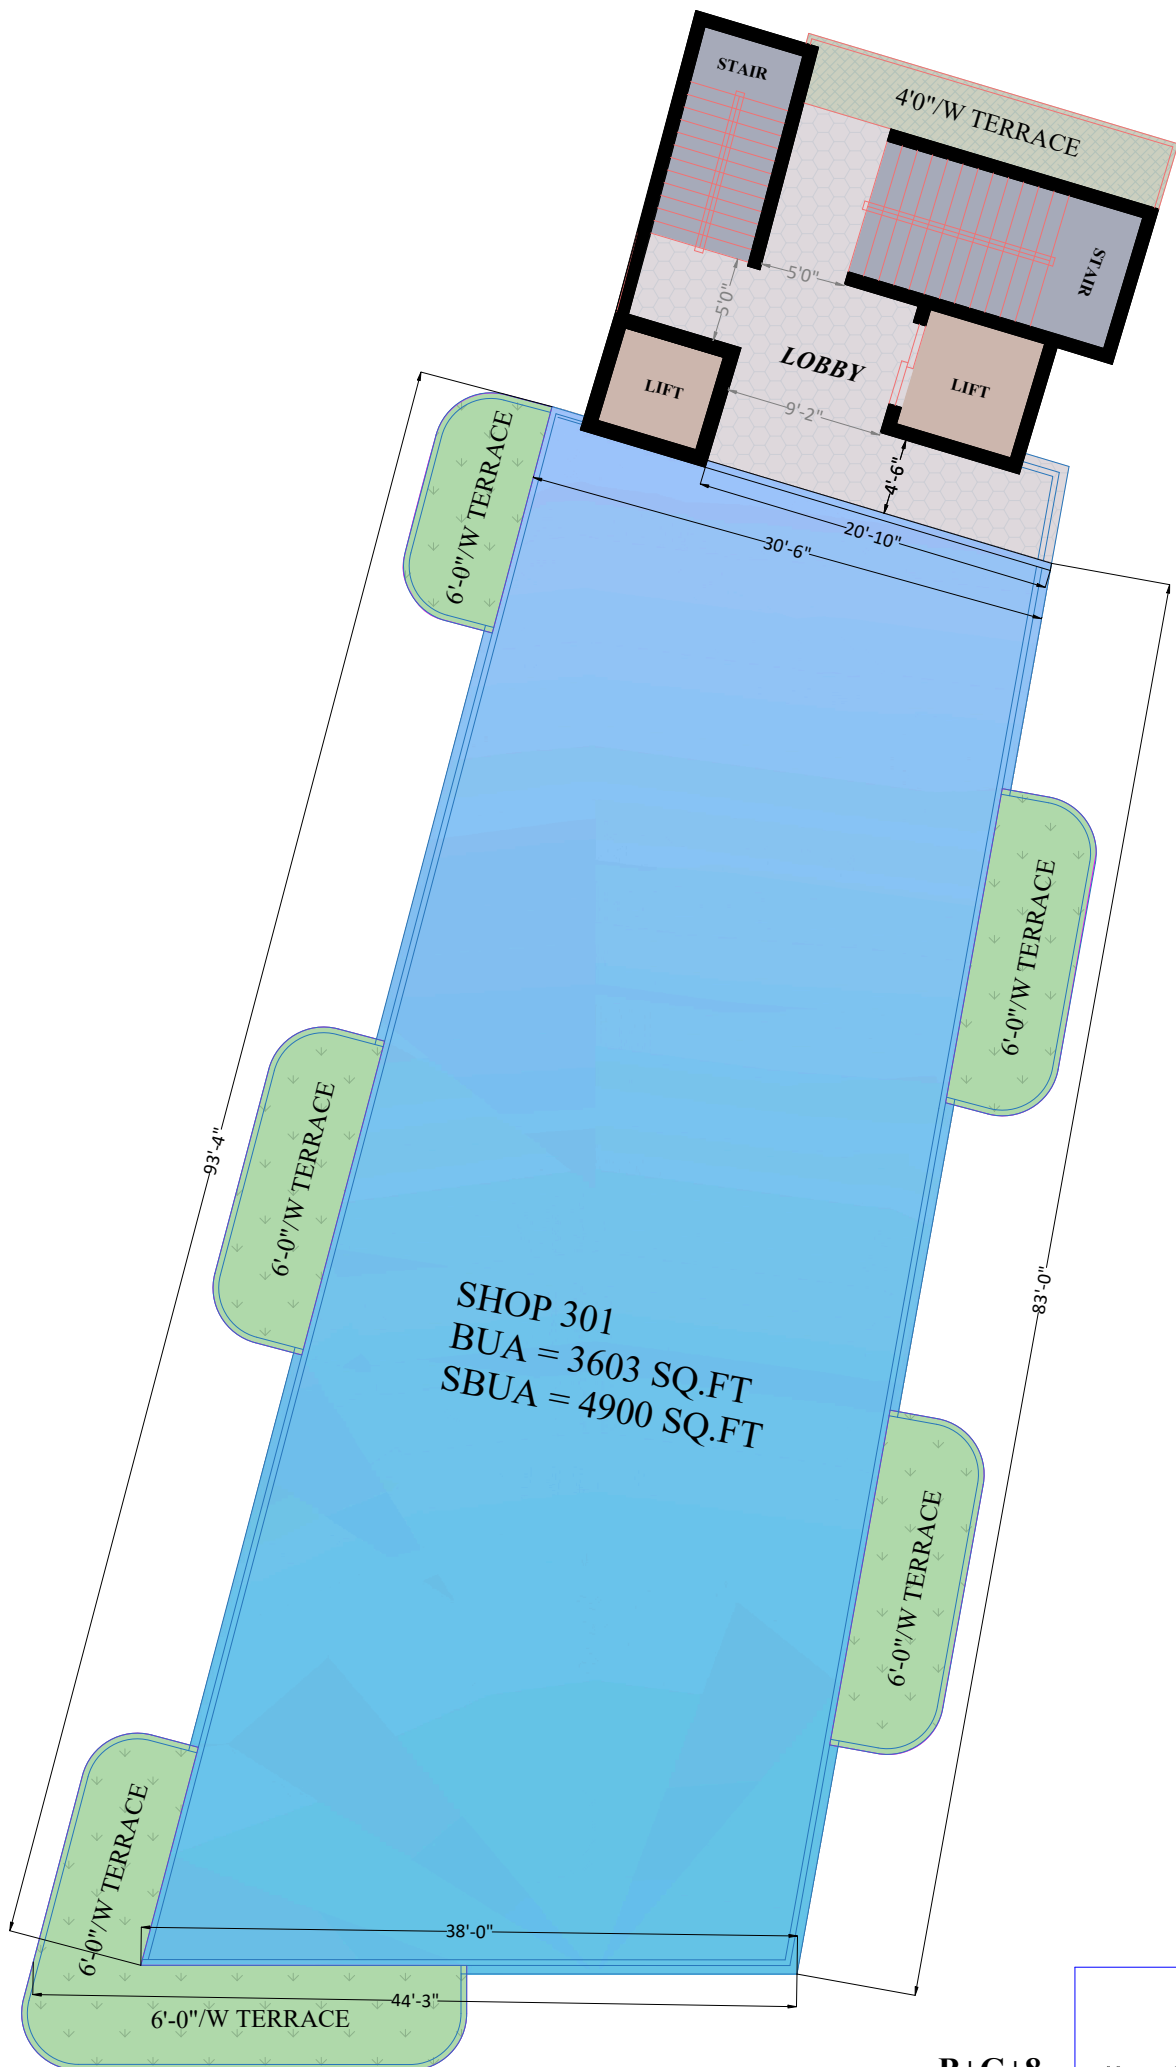 STAIR
4'0"/W TERRACE
STAIR
5'0"
5'0"
LOBBY
LIFT
LIFT
9'-2"
4'-6"
20'-10"
30'-6"
6'-0"/W TERRACE
6'-0"/W TERRACE
6'-0"/W TERRACE
93'-4"
83'-0"
SHOP 301
BUA = 3603 SQ.FT
SBUA = 4900 SQ.FT
6'-0"/W TERRACE
6'-0"/W TERRACE
38'-0"
44'-3"
6'-0"/W TERRACE